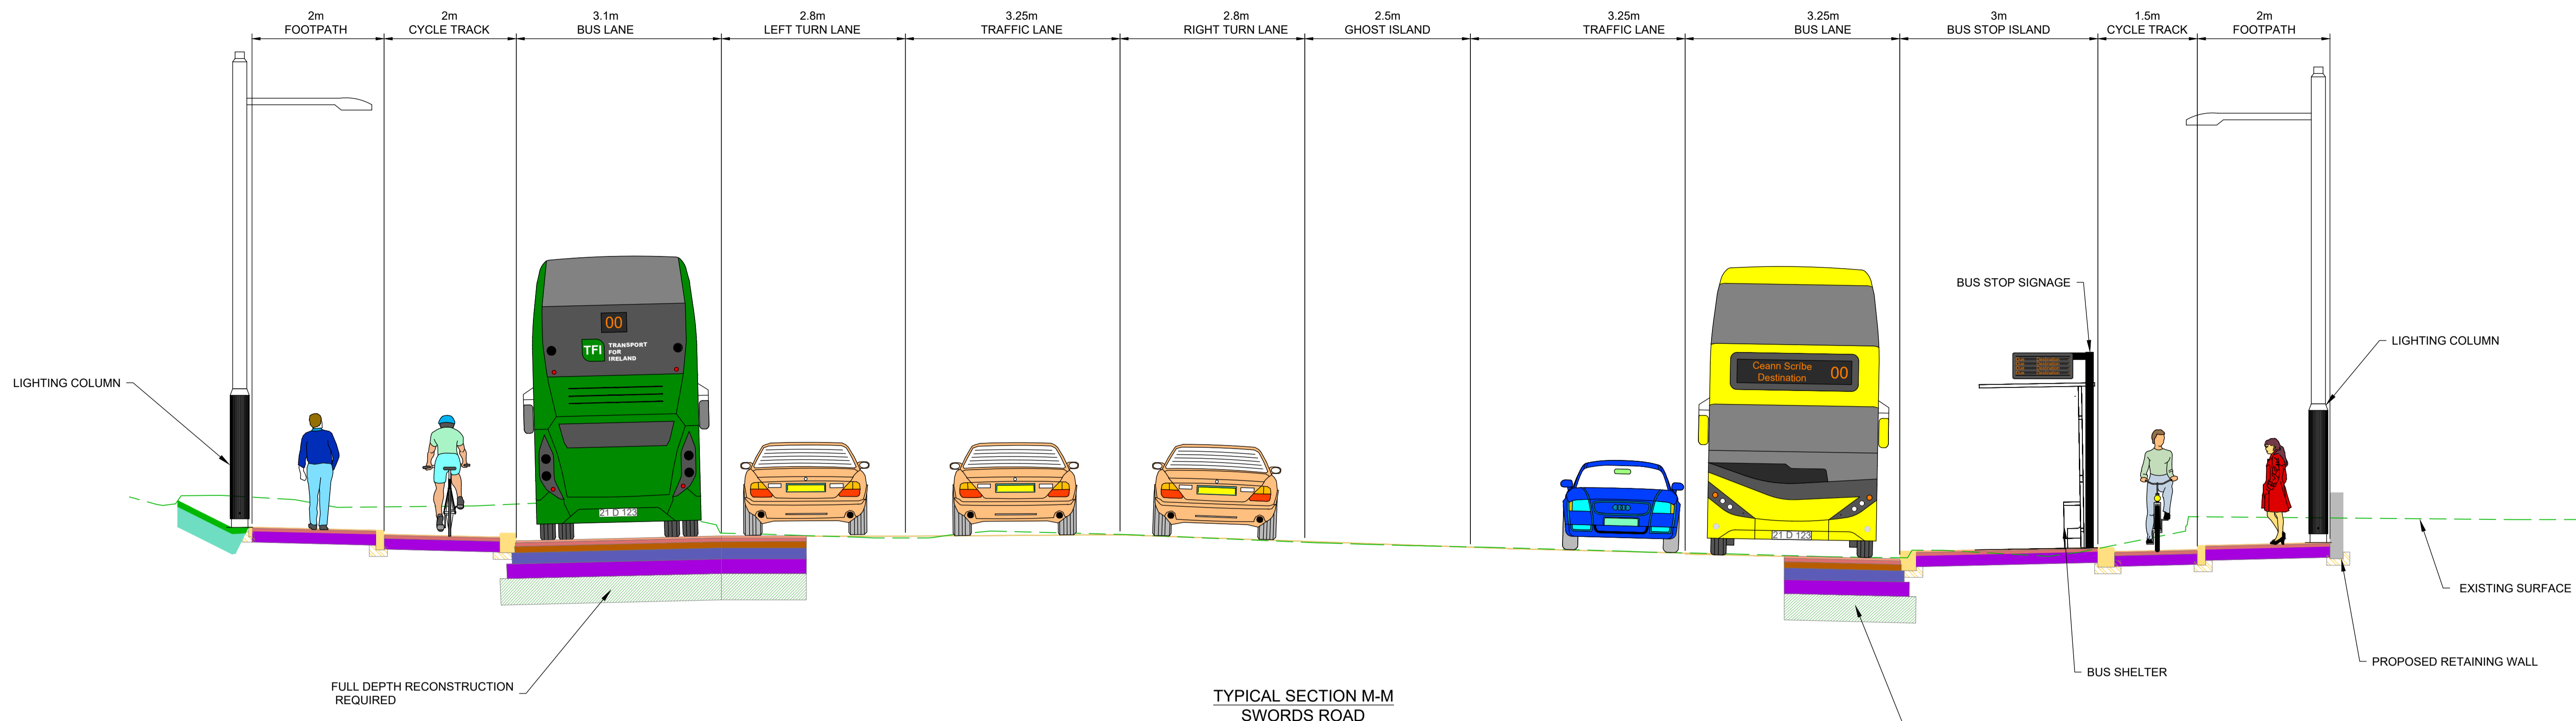 2m
FOOTPATH
2m
CYCLE TRACK
3.1m
BUS LANE
2.8m
LEFT TURN LANE
3.25m
TRAFFIC LANE
2.8m
RIGHT TURN LANE
2.5m
GHOST ISLAND
3.25m
TRAFFIC LANE
3.25m
BUS LANE
3m
BUS STOP ISLAND
1.5m
CYCLE TRACK
2m
FOOTPATH
LIGHTING COLUMN
00
TFI
TRANSPORT
FOR
IRELAND
21 D 123
Ceann Scríbe
Destination
00
21 D 123
BUS STOP SIGNAGE
LIGHTING COLUMN
EXISTING SURFACE
PROPOSED RETAINING WALL
BUS SHELTER
FULL DEPTH RECONSTRUCTION
REQUIRED
TYPICAL SECTION M-M
SWORDS ROAD